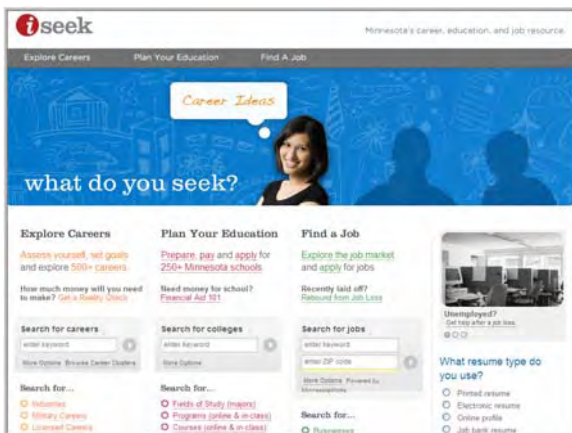 iseek
Minnesota's career, education, and job resource.
Explore Careers
Plan Your Education
Find A Job
Career Ideas
what do you seek?
Explore Careers
Assess yourself, set goals
and explore 500+ careers.
How much money will you need
to make? Get a Reality Check
Search for careers
enter keyword
More Options Browse Career Clusters
Search for...
Industries
Military Careers
Licensed Careers
Plan Your Education
Prepare, pay and apply for
250+ Minnesota schools.
Need money for school?
Financial Aid 101
Search for colleges
enter keyword
More Options
Search for...
Fields of Study (majors)
Programs (online & in-class)
Courses (online & in-class)
Find a Job
Explore the job market
and apply for jobs
Recently laid off?
Rebound from Job Loss
Search for jobs
enter keyword
enter ZIP code
More Options Powered by
Search for...
Businesses
Unemployed?
Get help after a job loss.
What resume type do
you use?
Printed resume
Electronic resume
Online profile
Job bank resume